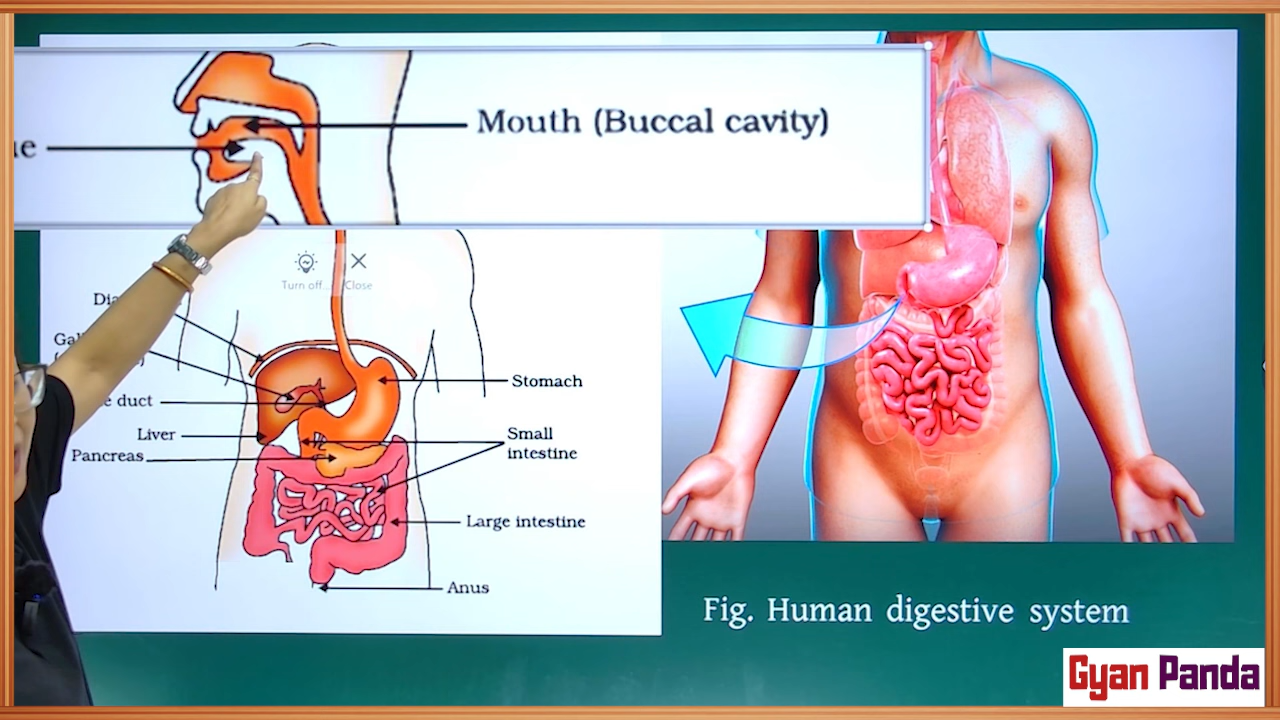 Mouth (Buccal cavity)
Turn off... Close
duct
Liver
Pancreas
Stomach
Small
intestine
Large intestine
Anus
Fig. Human digestive system
Gyan Panda